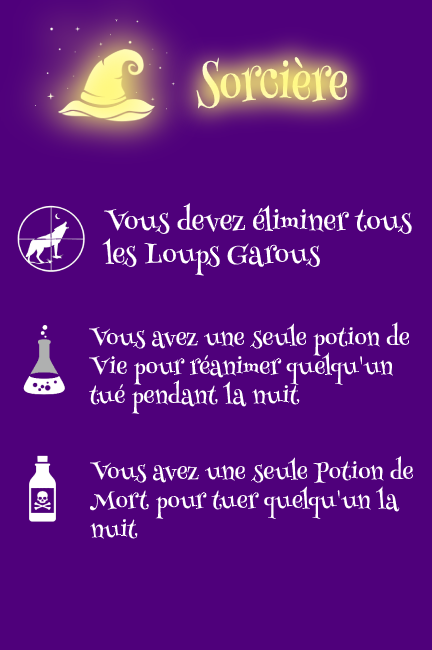 Sorcière
Vous devez éliminer tous
les Loups Garous
Vous avez une seule potion de
Vie pour réanimer quelqu'un
tué pendant la nuit
Vous avez une seule Potion de
Mort pour tuer quelqu'un la
nuit